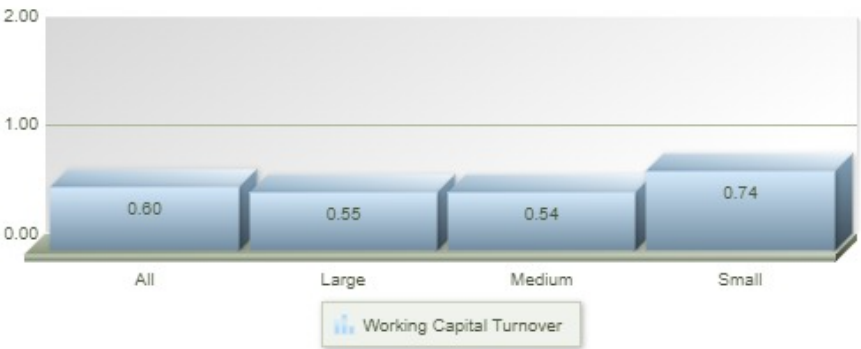 2.00
1.00
0.00
0.60
0.55
0.54
0.74
All
Large
Medium
Small
Working Capital Turnover